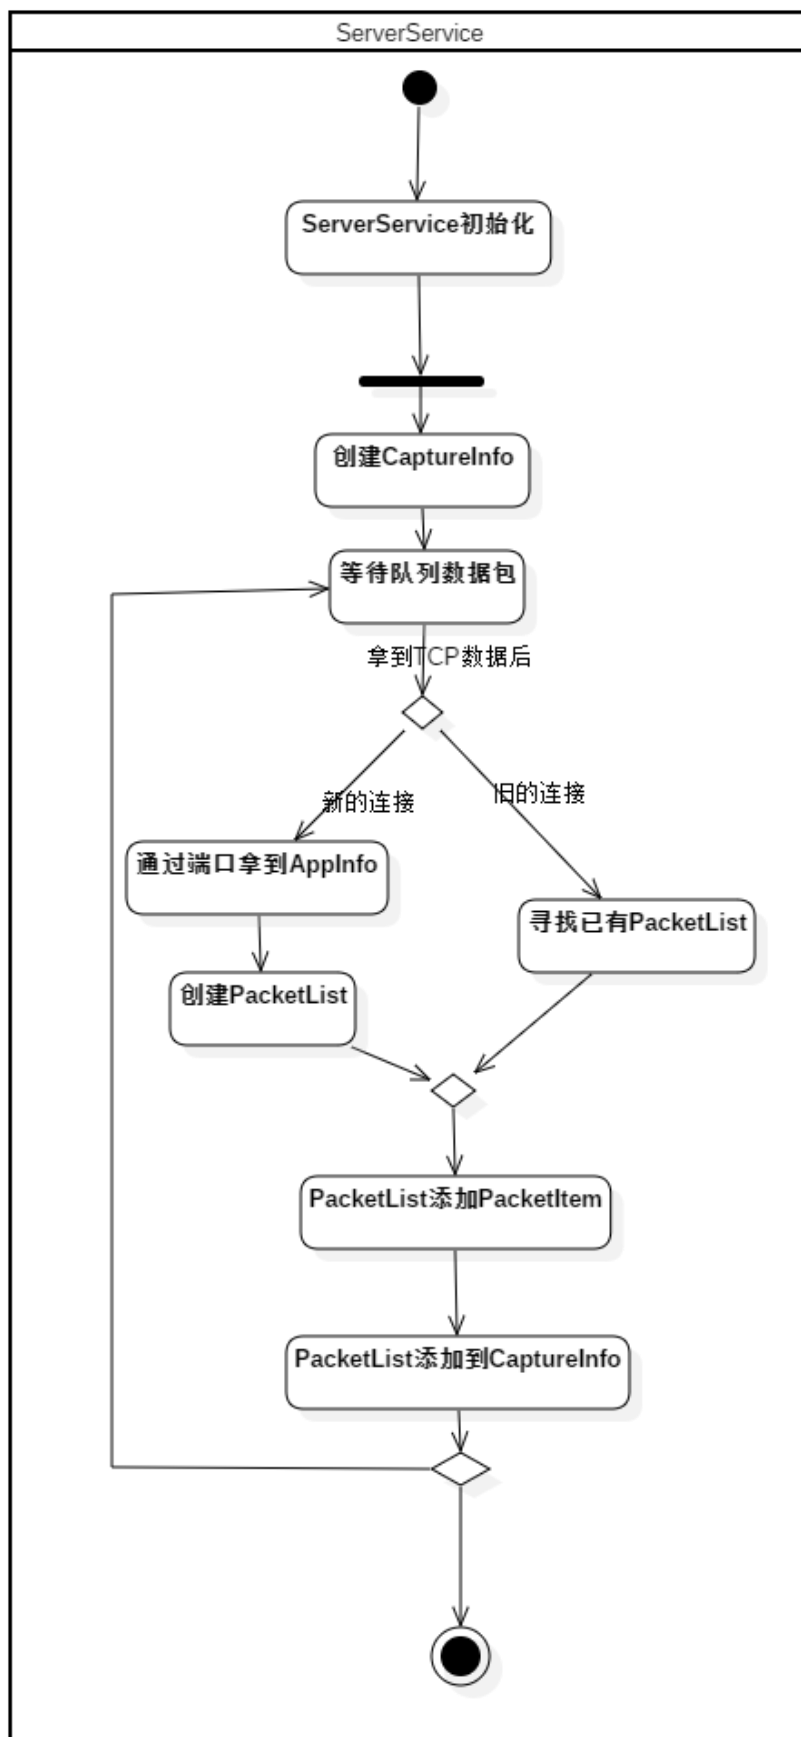 ServerService
ServerService初始化
创建CaptureInfo
等待队列数据包
拿到TCP数据后
新的连接
旧的连接
通过端口拿到AppInfo
寻找已有PacketList
创建PacketList
PacketList添加PacketItem
PacketList添加到CaptureInfo